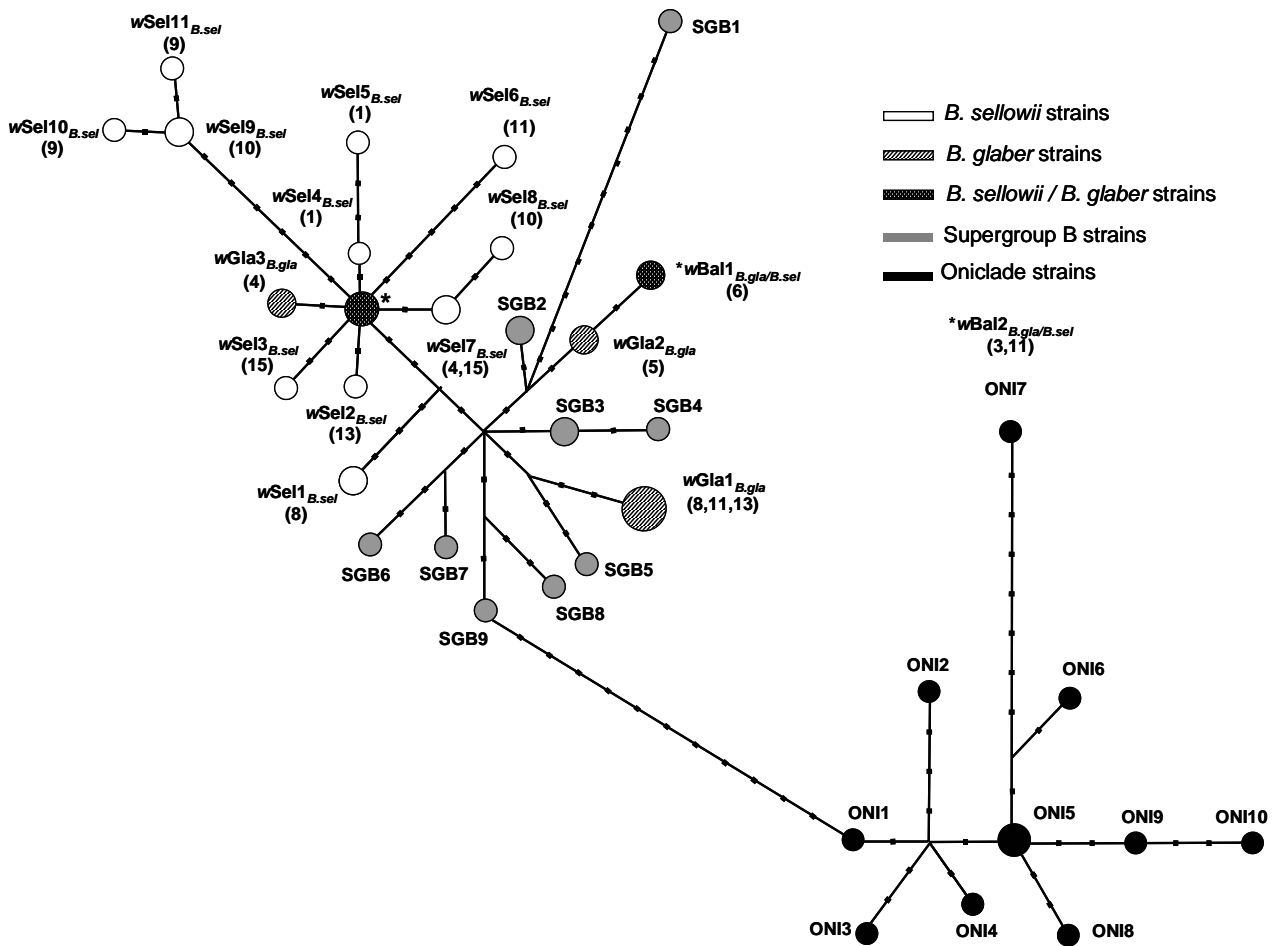 wSel11B.sel
(9)
SGB1
wSel5B.sel
(1)
wSel6B.sel
(11)
wSel10B.sel
(9)
wSel9B.sel
(10)
wSel4B.sel
(1)
wSel8B.sel
(10)
wGla3B.gla
(4)
*
SGB2
*wBal1B.gla/B.sel
(6)
wSel3B.sel
(15)
wSel7B.sel
(4,15)
wGla2B.gla
(5)
wSel2B.sel
(13)
SGB3
SGB4
wSel1B.sel
(8)
wGla1B.gla
(8,11,13)
SGB6
SGB7
SGB5
SGB8
SGB9
B. sellowii strains
B. glaber strains
B. sellowii / B. glaber strains
Supergroup B strains
Oniclade strains
*wBal2B.gla/B.sel
(3,11)
ONI7
ONI2
ONI6
ONI1
ONI5
ONI9
ONI10
ONI3
ONI4
ONI8